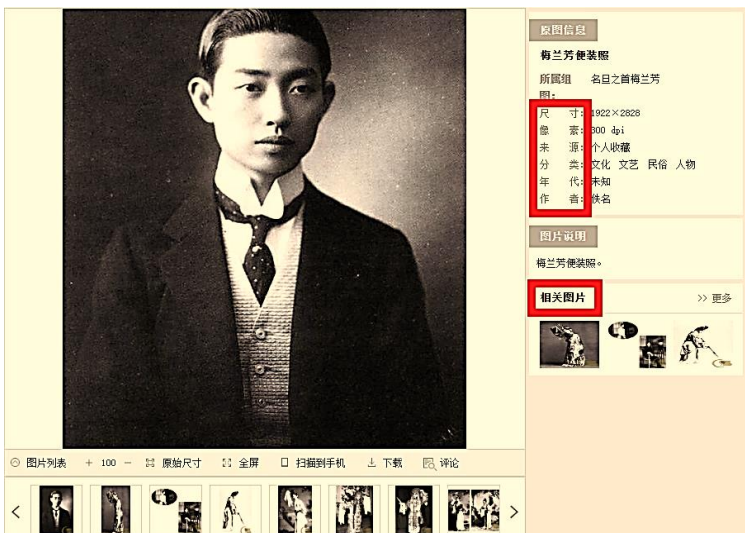 原图信息
梅兰芳便装照
所属组图: 名旦之首梅兰芳
尺 寸: 1922×2828
像 素: 300 dpi
来 源: 个人收藏
分 类: 文化 文艺 民俗 人物
年 代: 未知
作 者: 佚名
图片说明
梅兰芳便装照。
相关图片 >> 更多
图片列表 + 100 - 原始尺寸 全屏 扫描到手机 下载 评论